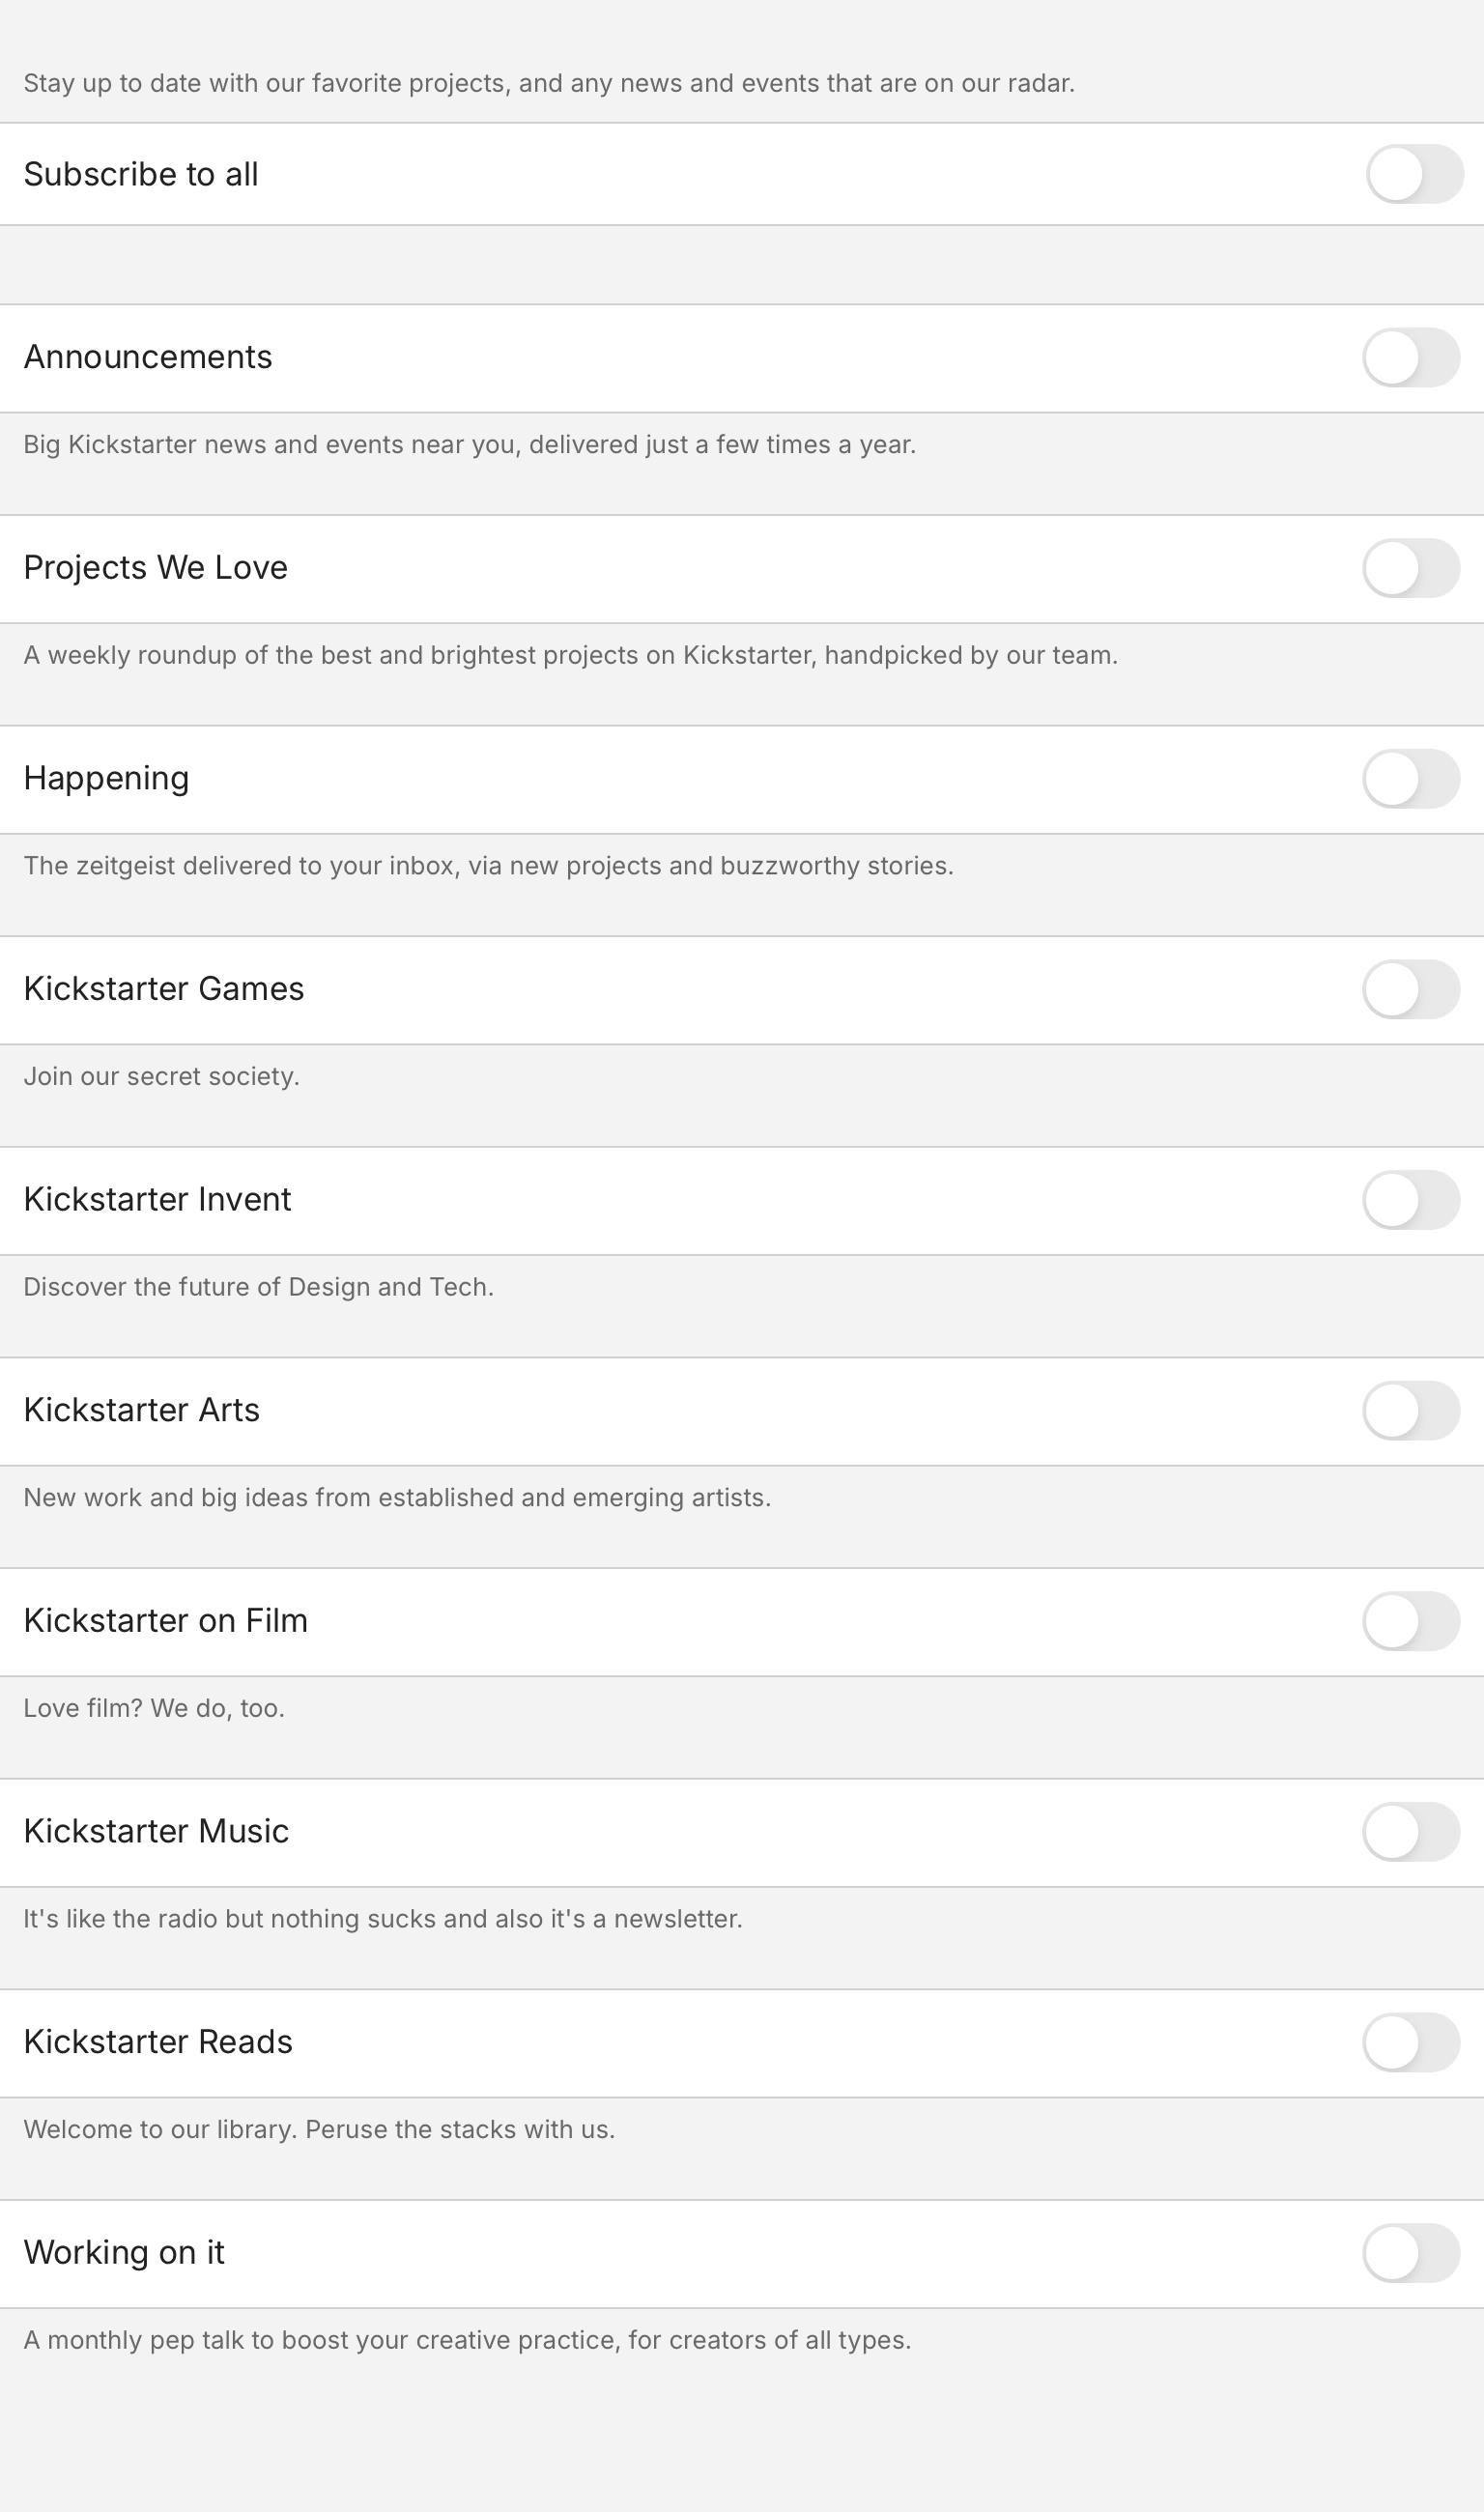 Stay up to date with our favorite projects, and any news and events that are on our radar.
Subscribe to all
Announcements
Big Kickstarter news and events near you, delivered just a few times a year.
Projects We Love
A weekly roundup of the best and brightest projects on Kickstarter, handpicked by our team.
Happening
The zeitgeist delivered to your inbox, via new projects and buzzworthy stories.
Kickstarter Games
Join our secret society.
Kickstarter Invent
Discover the future of Design and Tech.
Kickstarter Arts
New work and big ideas from established and emerging artists.
Kickstarter on Film
Love film? We do, too.
Kickstarter Music
It's like the radio but nothing sucks and also it's a newsletter.
Kickstarter Reads
Welcome to our library. Peruse the stacks with us.
Working on it
A monthly pep talk to boost your creative practice, for creators of all types.